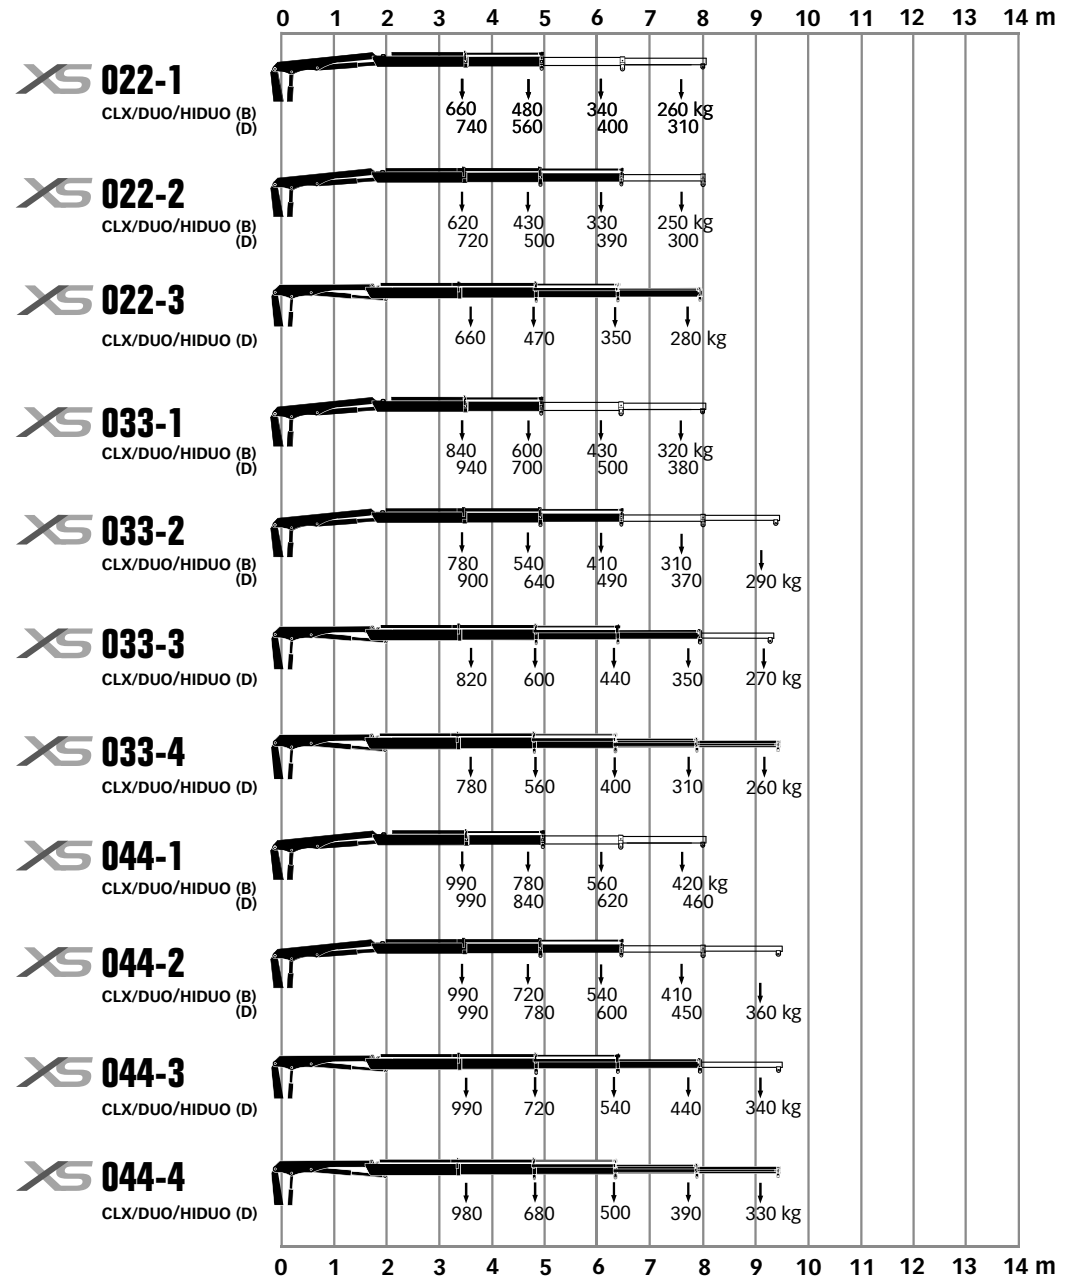 0 1 2 3 4 5 6 7 8 9 10 11 12 13 14 m
XS 022-1
660 480 340 260 kg
CLX/DUO/HIDUO (B)
740 560 400 310
(D)
XS 022-2
620 430 330 250 kg
CLX/DUO/HIDUO (B)
720 500 390 300
(D)
XS 022-3
CLX/DUO/HIDUO (D) 660 470 350 280 kg
XS 033-1
CLX/DUO/HIDUO (B) 840 600 430 320 kg
(D) 940 700 500 380
XS 033-2
CLX/DUO/HIDUO (B) 780 540 410 310
(D) 900 640 490 370 290 kg
XS 033-3
CLX/DUO/HIDUO (D) 820 600 440 350 270 kg
XS 033-4
CLX/DUO/HIDUO (D) 780 560 400 310 260 kg
XS 044-1
CLX/DUO/HIDUO (B) 990 780 560 420 kg
(D) 990 840 620 460
XS 044-2
CLX/DUO/HIDUO (B) 990 720 540 410
(D) 990 780 600 450 360 kg
XS 044-3
CLX/DUO/HIDUO (D) 990 720 540 440 340 kg
XS 044-4
CLX/DUO/HIDUO (D) 980 680 500 390 330 kg
0 1 2 3 4 5 6 7 8 9 10 11 12 13 14 m